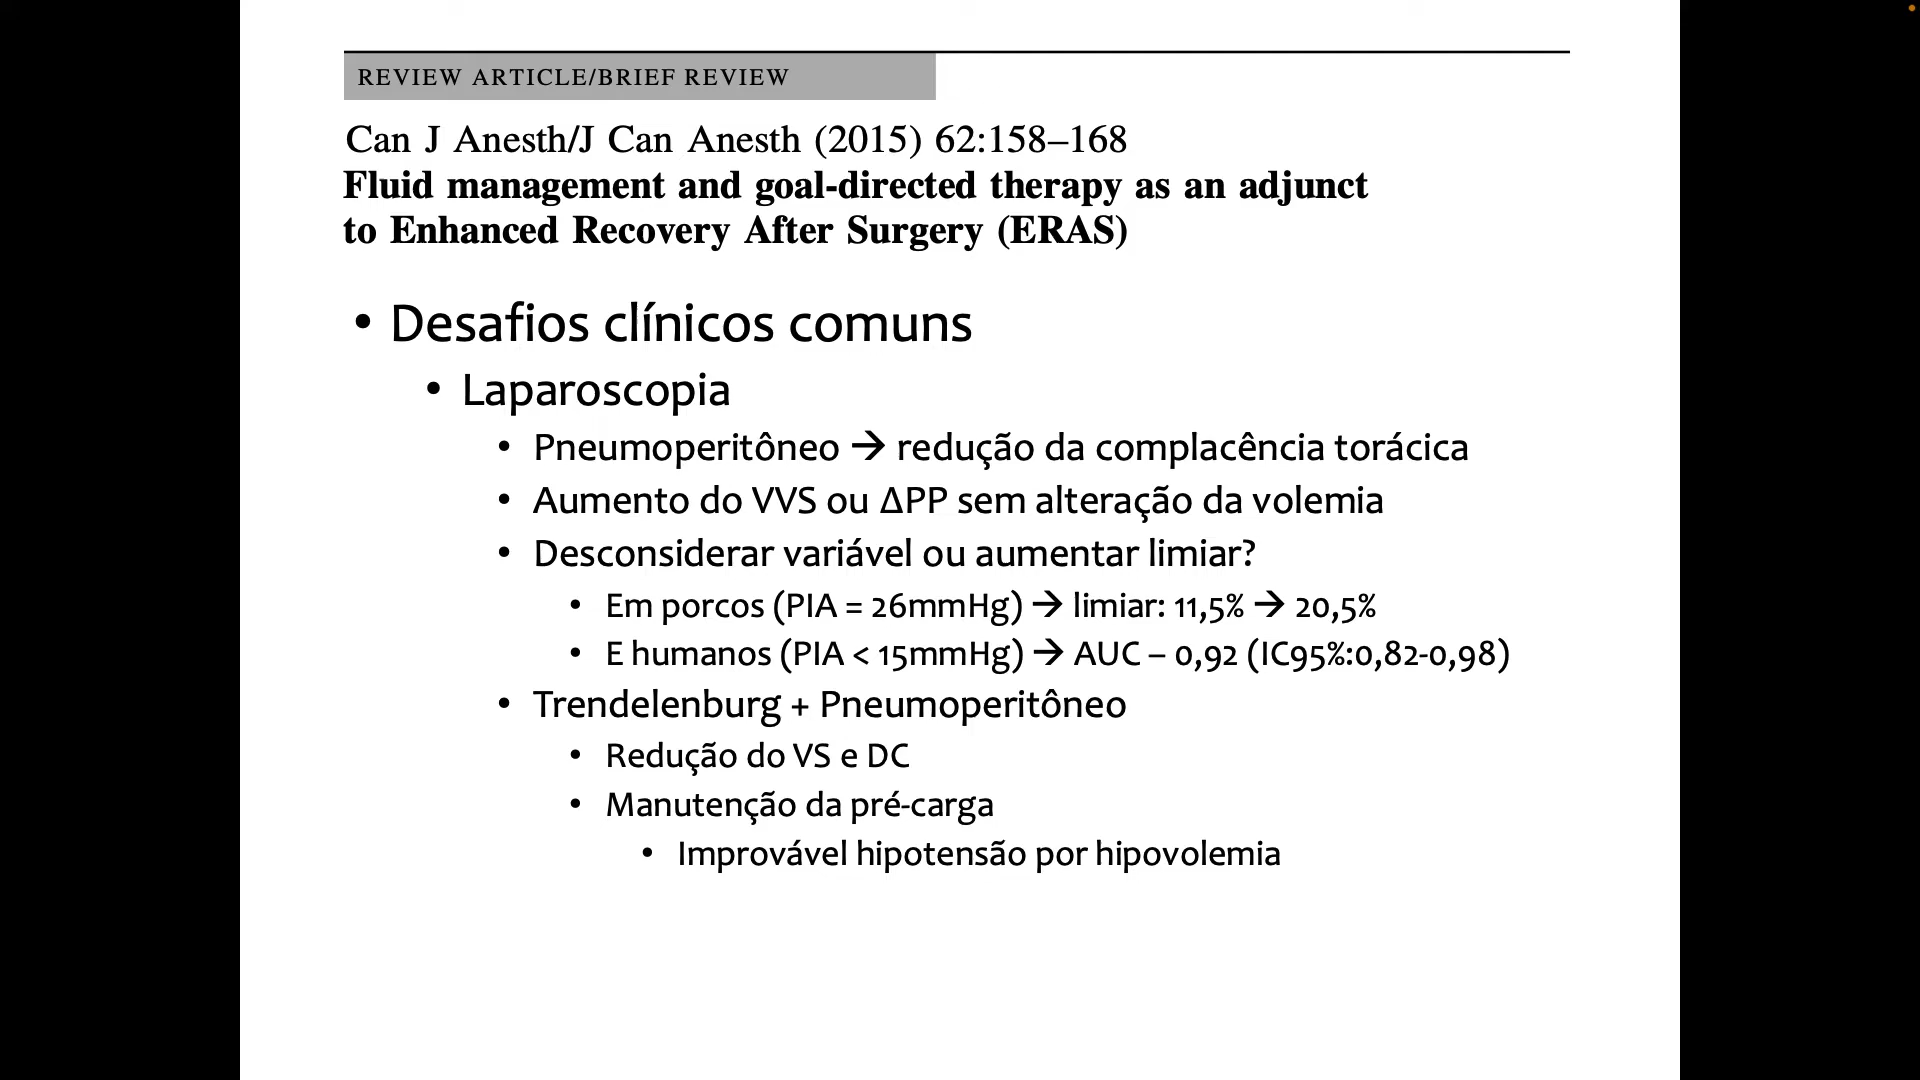 REVIEW ARTICLE/BRIEF REVIEW
Can J Anesth/J Can Anesth (2015) 62:158–168
Fluid management and goal-directed therapy as an adjunct
to Enhanced Recovery After Surgery (ERAS)
• Desafios clínicos comuns
• Laparoscopia
• Pneumoperitôneo → redução da complacência torácica
• Aumento do VVS ou ΔPP sem alteração da volemia
• Desconsiderar variável ou aumentar limiar?
• Em porcos (PIA = 26mmHg) → limiar: 11,5% → 20,5%
• E humanos (PIA < 15mmHg) → AUC – 0,92 (IC95%:0,82-0,98)
• Trendelenburg + Pneumoperitôneo
• Redução do VS e DC
• Manutenção da pré-carga
• Improvável hipotensão por hipovolemia